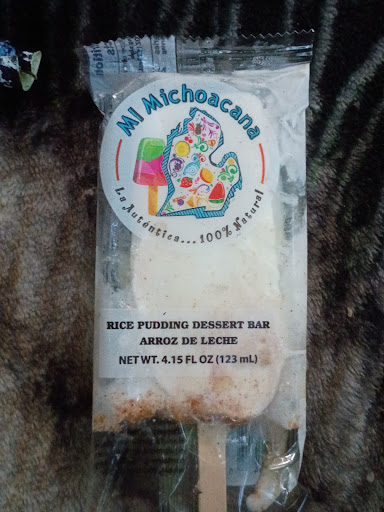 MI Michoacana
La Auténtica...100% Natural
RICE PUDDING DESSERT BAR
ARROZ DE LECHE
NET WT. 4.15 FL OZ (123 mL)